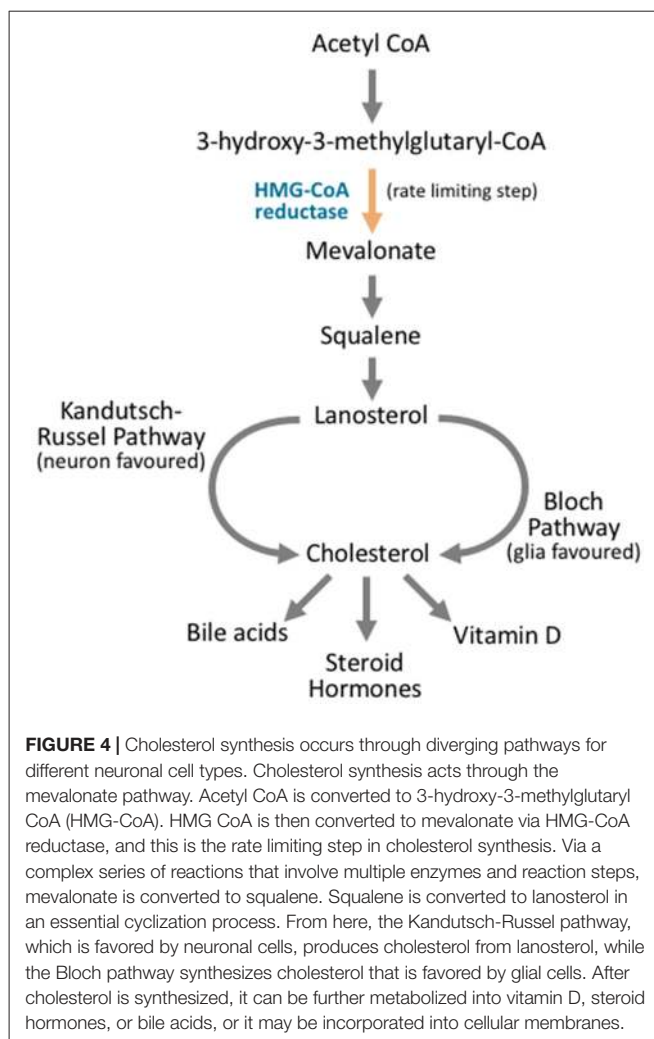 Acetyl CoA
3-hydroxy-3-methylglutaryl-CoA
HMG-CoA (rate limiting step)
reductase
Mevalonate
Squalene
Kandutsch-
Russel Pathway
(neuron favoured)
Lanosterol
Bloch
Pathway
(glia favoured)
Cholesterol
Bile acids
Vitamin D
Steroid
Hormones
FIGURE 4 | Cholesterol synthesis occurs through diverging pathways for
different neuronal cell types. Cholesterol synthesis acts through the
mevalonate pathway. Acetyl CoA is converted to 3-hydroxy-3-methylglutaryl
CoA (HMG-CoA). HMG CoA is then converted to mevalonate via HMG-CoA
reductase, and this is the rate limiting step in cholesterol synthesis. Via a
complex series of reactions that involve multiple enzymes and reaction steps,
mevalonate is converted to squalene. Squalene is converted to lanosterol in
an essential cyclization process. From here, the Kandutsch-Russel pathway,
which is favored by neuronal cells, produces cholesterol from lanosterol, while
the Bloch pathway synthesizes cholesterol that is favored by glial cells. After
cholesterol is synthesized, it can be further metabolized into vitamin D, steroid
hormones, or bile acids, or it may be incorporated into cellular membranes.